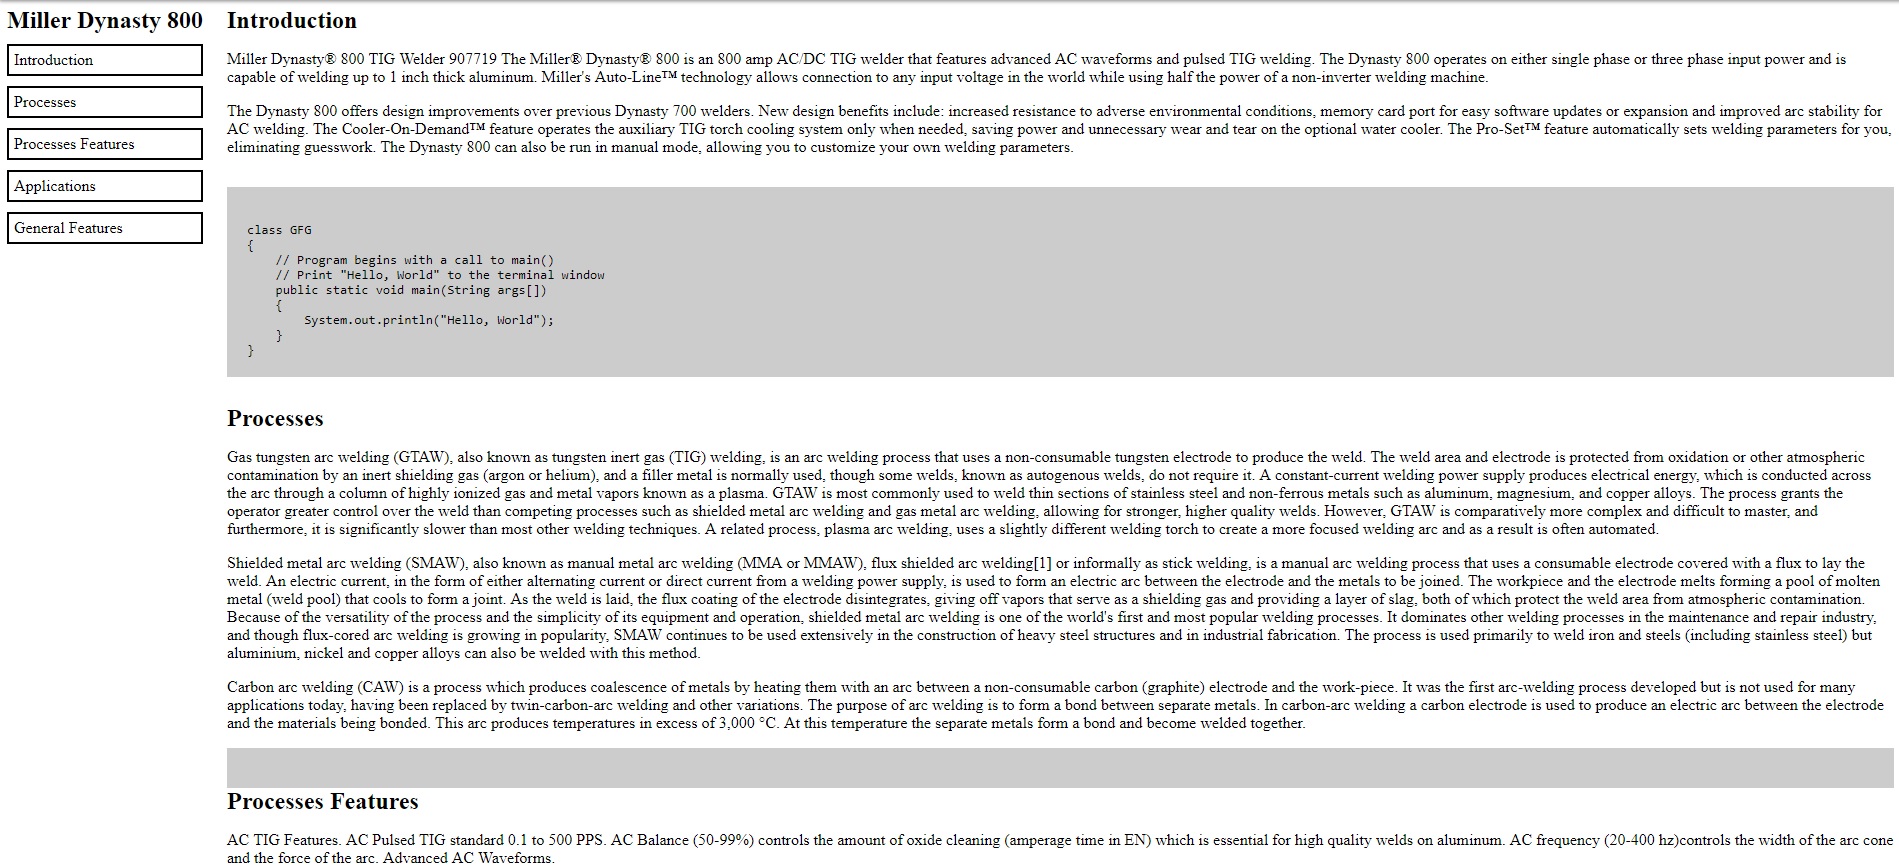 Miller Dynasty 800
Introduction
Processes
Processes Features
Applications
General Features
Introduction
Miller Dynasty® 800 TIG Welder 907719 The Miller® Dynasty® 800 is an 800 amp AC/DC TIG welder that features advanced AC waveforms and pulsed TIG welding. The Dynasty 800 operates on either single phase or three phase input power and is
capable of welding up to 1 inch thick aluminum. Miller's Auto-Line™ technology allows connection to any input voltage in the world while using half the power of a non-inverter welding machine.
The Dynasty 800 offers design improvements over previous Dynasty 700 welders. New design benefits include: increased resistance to adverse environmental conditions, memory card port for easy software updates or expansion and improved arc stability for
AC welding. The Cooler-On-Demand™ feature operates the auxiliary TIG torch cooling system only when needed, saving power and unnecessary wear and tear on the optional water cooler. The Pro-Set™ feature automatically sets welding parameters for you,
eliminating guesswork. The Dynasty 800 can also be run in manual mode, allowing you to customize your own welding parameters.
class GFG
{
// Program begins with a call to main()
// Print "Hello, World" to the terminal window
public static void main(String args[])
{
System.out.println("Hello, World");
}
}
Processes
Gas tungsten arc welding (GTAW), also known as tungsten inert gas (TIG) welding, is an arc welding process that uses a non-consumable tungsten electrode to produce the weld. The weld area and electrode is protected from oxidation or other atmospheric
contamination by an inert shielding gas (argon or helium), and a filler metal is normally used, though some welds, known as autogenous welds, do not require it. A constant-current welding power supply produces electrical energy, which is conducted across
the arc through a column of highly ionized gas and metal vapors known as a plasma. GTAW is most commonly used to weld thin sections of stainless steel and non-ferrous metals such as aluminum, magnesium, and copper alloys. The process grants the
operator greater control over the weld than competing processes such as shielded metal arc welding and gas metal arc welding, allowing for stronger, higher quality welds. However, GTAW is comparatively more complex and difficult to master, and
furthermore, it is significantly slower than most other welding techniques. A related process, plasma arc welding, uses a slightly different welding torch to create a more focused welding arc and as a result is often automated.
Shielded metal arc welding (SMAW), also known as manual metal arc welding (MMA or MMAW), flux shielded arc welding[1] or informally as stick welding, is a manual arc welding process that uses a consumable electrode covered with a flux to lay the
weld. An electric current, in the form of either alternating current or direct current from a welding power supply, is used to form an electric arc between the electrode and the metals to be joined. The workpiece and the electrode melts forming a pool of molten
metal (weld pool) that cools to form a joint. As the weld is laid, the flux coating of the electrode disintegrates, giving off vapors that serve as a shielding gas and providing a layer of slag, both of which protect the weld area from atmospheric contamination.
Because of the versatility of the process and the simplicity of its equipment and operation, shielded metal arc welding is one of the world's first and most popular welding processes. It dominates other welding processes in the maintenance and repair industry,
and though flux-cored arc welding is growing in popularity, SMAW continues to be used extensively in the construction of heavy steel structures and in industrial fabrication. The process is used primarily to weld iron and steels (including stainless steel) but
aluminium, nickel and copper alloys can also be welded with this method.
Carbon arc welding (CAW) is a process which produces coalescence of metals by heating them with an arc between a non-consumable carbon (graphite) electrode and the work-piece. It was the first arc-welding process developed but is not used for many
applications today, having been replaced by twin-carbon-arc welding and other variations. The purpose of arc welding is to form a bond between separate metals. In carbon-arc welding a carbon electrode is used to produce an electric arc between the electrode
and the materials being bonded. This arc produces temperatures in excess of 3,000 °C. At this temperature the separate metals form a bond and become welded together.
Processes Features
AC TIG Features. AC Pulsed TIG standard 0.1 to 500 PPS. AC Balance (50-99%) controls the amount of oxide cleaning (amperage time in EN) which is essential for high quality welds on aluminum. AC frequency (20-400 hz)controls the width of the arc cone
and the force of the arc. Advanced AC Waveforms.